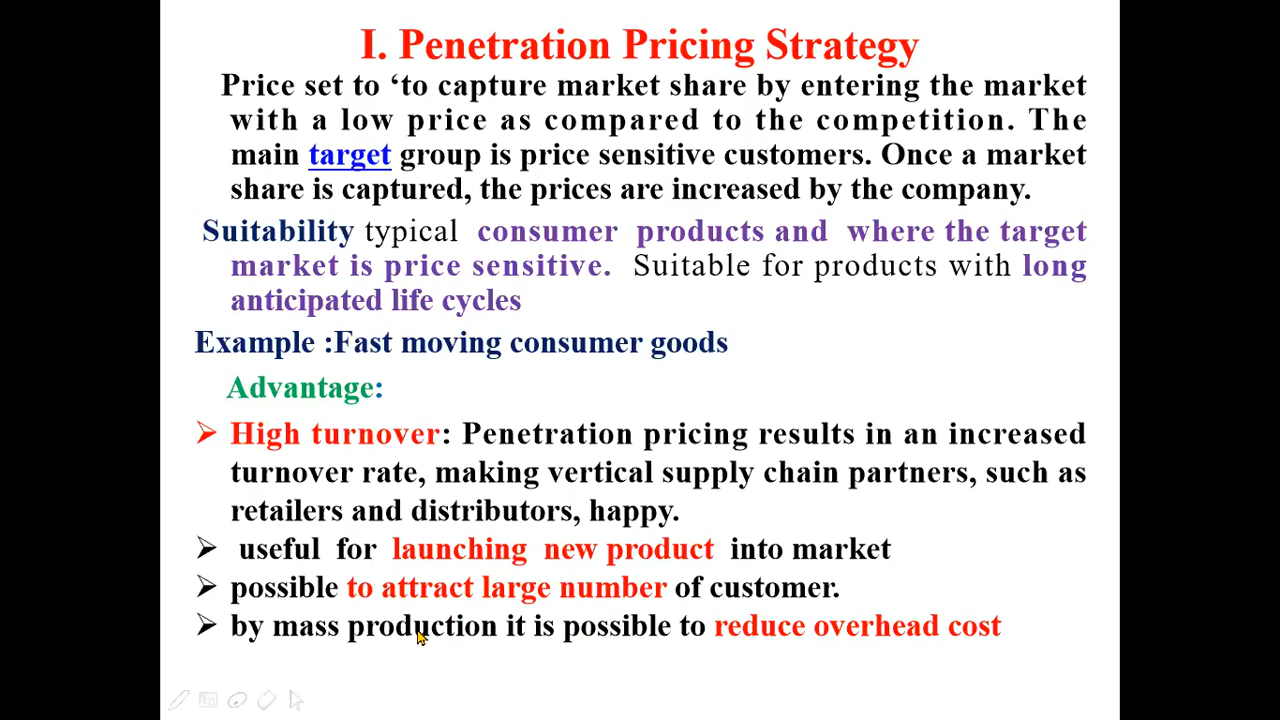 I. Penetration Pricing Strategy
Price set to ‘to capture market share by entering the market
with a low price as compared to the competition. The
main target group is price sensitive customers. Once a market
share is captured, the prices are increased by the company.
Suitability typical consumer products and where the target
market is price sensitive. Suitable for products with long
anticipated life cycles
Example :Fast moving consumer goods
Advantage:
➢ High turnover: Penetration pricing results in an increased
turnover rate, making vertical supply chain partners, such as
retailers and distributors, happy.
➢ useful for launching new product into market
➢ possible to attract large number of customer.
➢ by mass production it is possible to reduce overhead cost